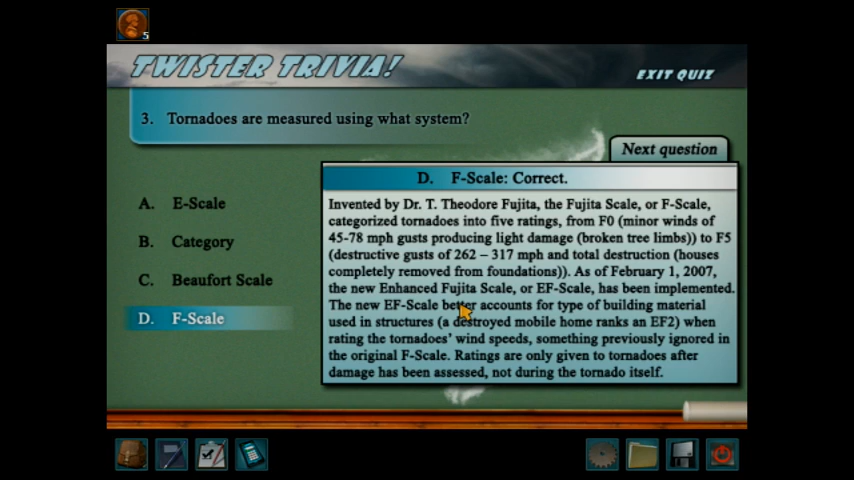 5
TWISTER TRIVIA!
EXIT QUIZ
3. Tornadoes are measured using what system?
Next question
A. E-Scale
B. Category
C. Beaufort Scale
D. F-Scale
D. F-Scale: Correct.
Invented by Dr. T. Theodore Fujita, the Fujita Scale, or F-Scale,
categorized tornadoes into five ratings, from F0 (minor winds of
45-78 mph gusts producing light damage (broken tree limbs)) to F5
(destructive gusts of 262 – 317 mph and total destruction (houses
completely removed from foundations)). As of February 1, 2007,
the new Enhanced Fujita Scale, or EF-Scale, has been implemented.
The new EF-Scale better accounts for type of building material
used in structures (a destroyed mobile home ranks an EF2) when
rating the tornadoes' wind speeds, something previously ignored in
the original F-Scale. Ratings are only given to tornadoes after
damage has been assessed, not during the tornado itself.